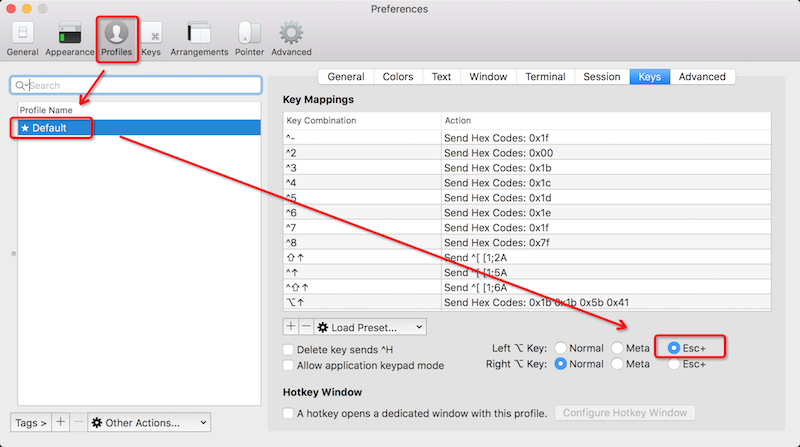 Preferences
General Appearance Profiles Keys Arrangements Pointer Advanced
Search
Profile Name
★ Default
General Colors Text Window Terminal Session Keys Advanced
Key Mappings
Key Combination Action
^- Send Hex Codes: 0x1f
^2 Send Hex Codes: 0x00
^3 Send Hex Codes: 0x1b
^4 Send Hex Codes: 0x1c
^5 Send Hex Codes: 0x1d
^6 Send Hex Codes: 0x1e
^7 Send Hex Codes: 0x1f
^8 Send Hex Codes: 0x7f
⇧↑ Send ^[ [1;2A
^↑ Send ^[ [1;5A
^⇧↑ Send ^[ [1;6A
⌥↑ Send Hex Codes: 0x1b 0x1b 0x5b 0x41
+ − Load Preset...
Delete key sends ^H
Allow application keypad mode
Left ⌥ Key: Normal Meta Esc+
Right ⌥ Key: Normal Meta Esc+
Hotkey Window
A hotkey opens a dedicated window with this profile. Configure Hotkey Window
Tags > + − Other Actions...